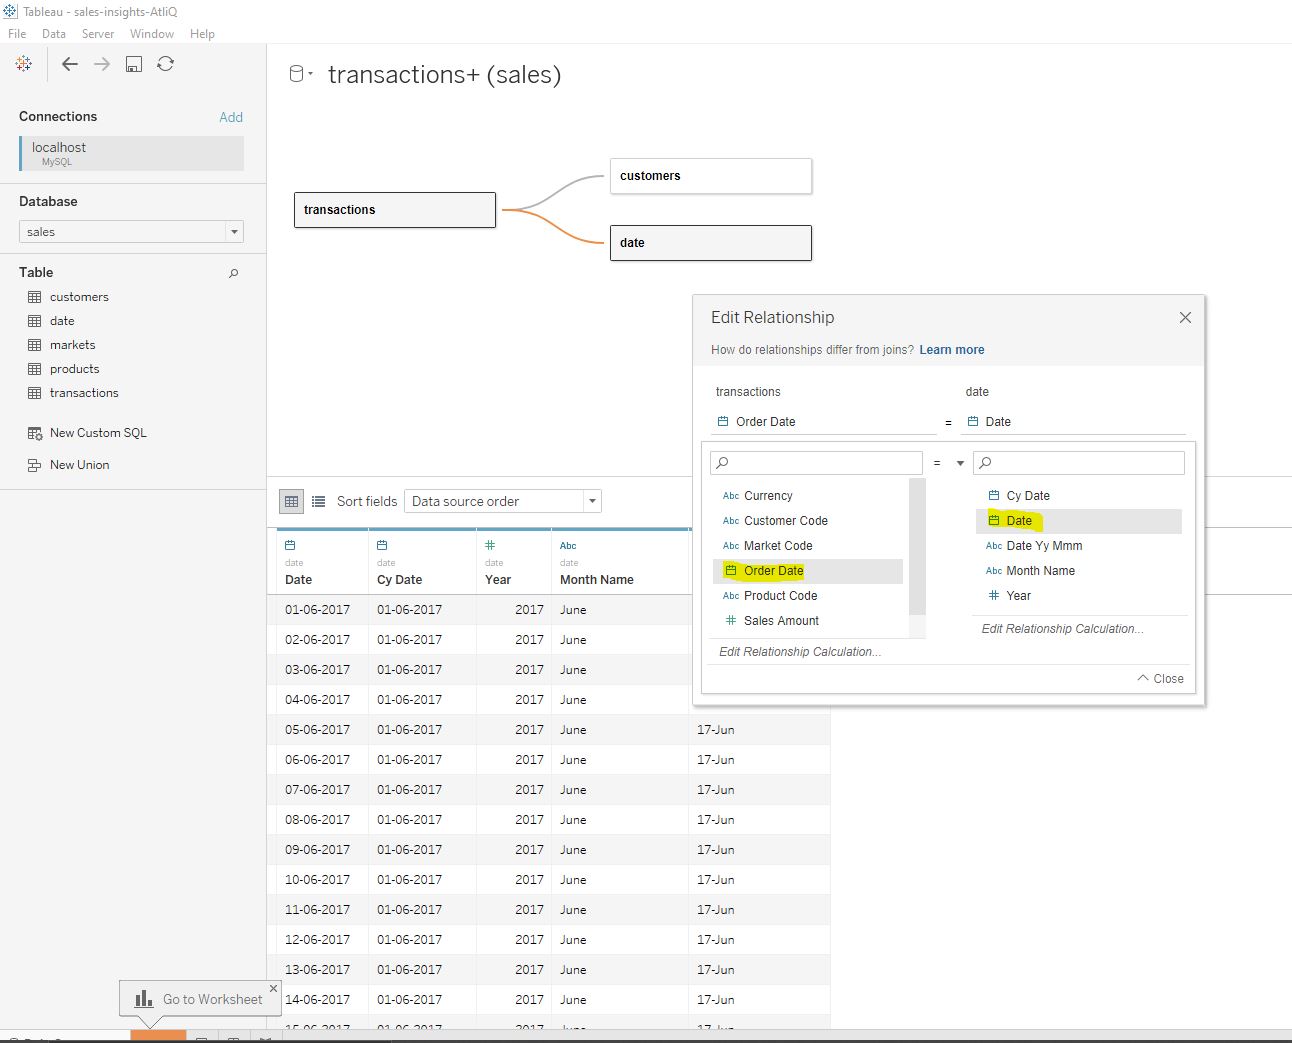 Tableau - sales-insights-AtliQ
File Data Server Window Help
transactions+ (sales)
Connections Add
localhost
MySQL
Database
sales
Table
customers
date
markets
products
transactions
New Custom SQL
New Union
transactions
customers
date
Edit Relationship
How do relationships differ from joins? Learn more
transactions date
Order Date = Date
=
Abc Currency
Abc Customer Code
Abc Market Code
Order Date
Abc Product Code
# Sales Amount
Edit Relationship Calculation...
Cy Date
Date
Abc Date Yy Mmm
Abc Month Name
# Year
Edit Relationship Calculation...
Close
Sort fields Data source order
# Abc
date date date date
Date Cy Date Year Month Name
01-06-2017 01-06-2017 2017 June
02-06-2017 01-06-2017 2017 June
03-06-2017 01-06-2017 2017 June
04-06-2017 01-06-2017 2017 June
05-06-2017 01-06-2017 2017 June 17-Jun
06-06-2017 01-06-2017 2017 June 17-Jun
07-06-2017 01-06-2017 2017 June 17-Jun
08-06-2017 01-06-2017 2017 June 17-Jun
09-06-2017 01-06-2017 2017 June 17-Jun
10-06-2017 01-06-2017 2017 June 17-Jun
11-06-2017 01-06-2017 2017 June 17-Jun
12-06-2017 01-06-2017 2017 June 17-Jun
13-06-2017 01-06-2017 2017 June 17-Jun
14-06-2017 01-06-2017 2017 June 17-Jun
15-06-2017 01-06-2017 2017 June 17-Jun
Go to Worksheet